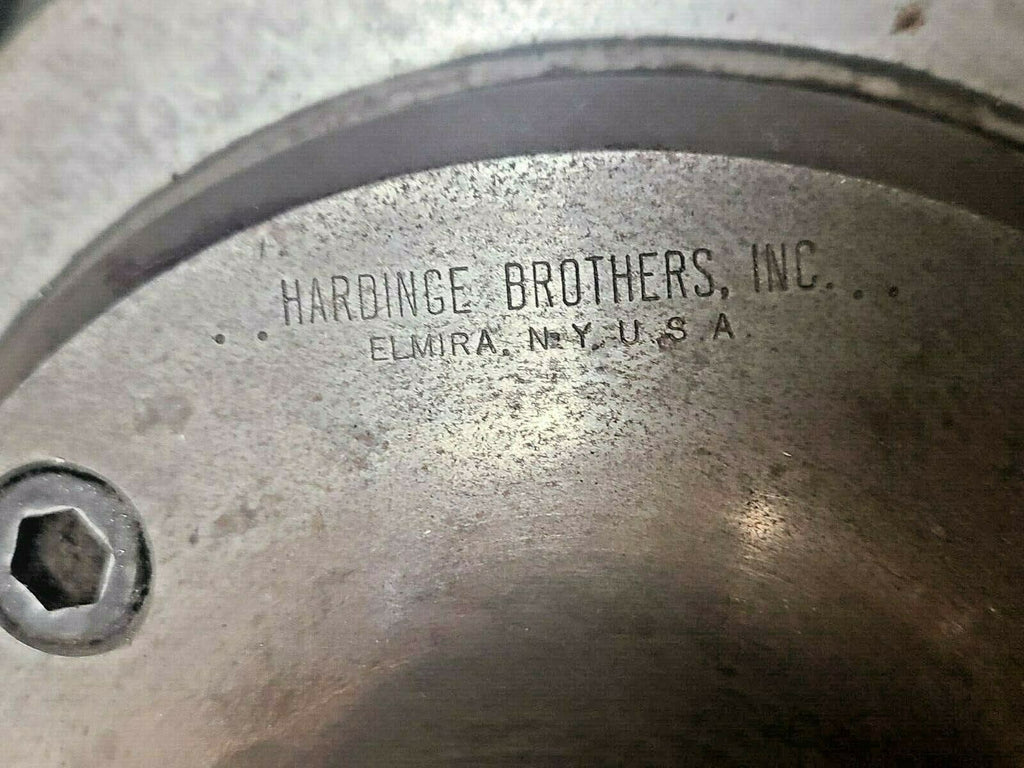 ..HARDINGE BROTHERS, INC...
ELMIRA, N.Y. U.S.A.